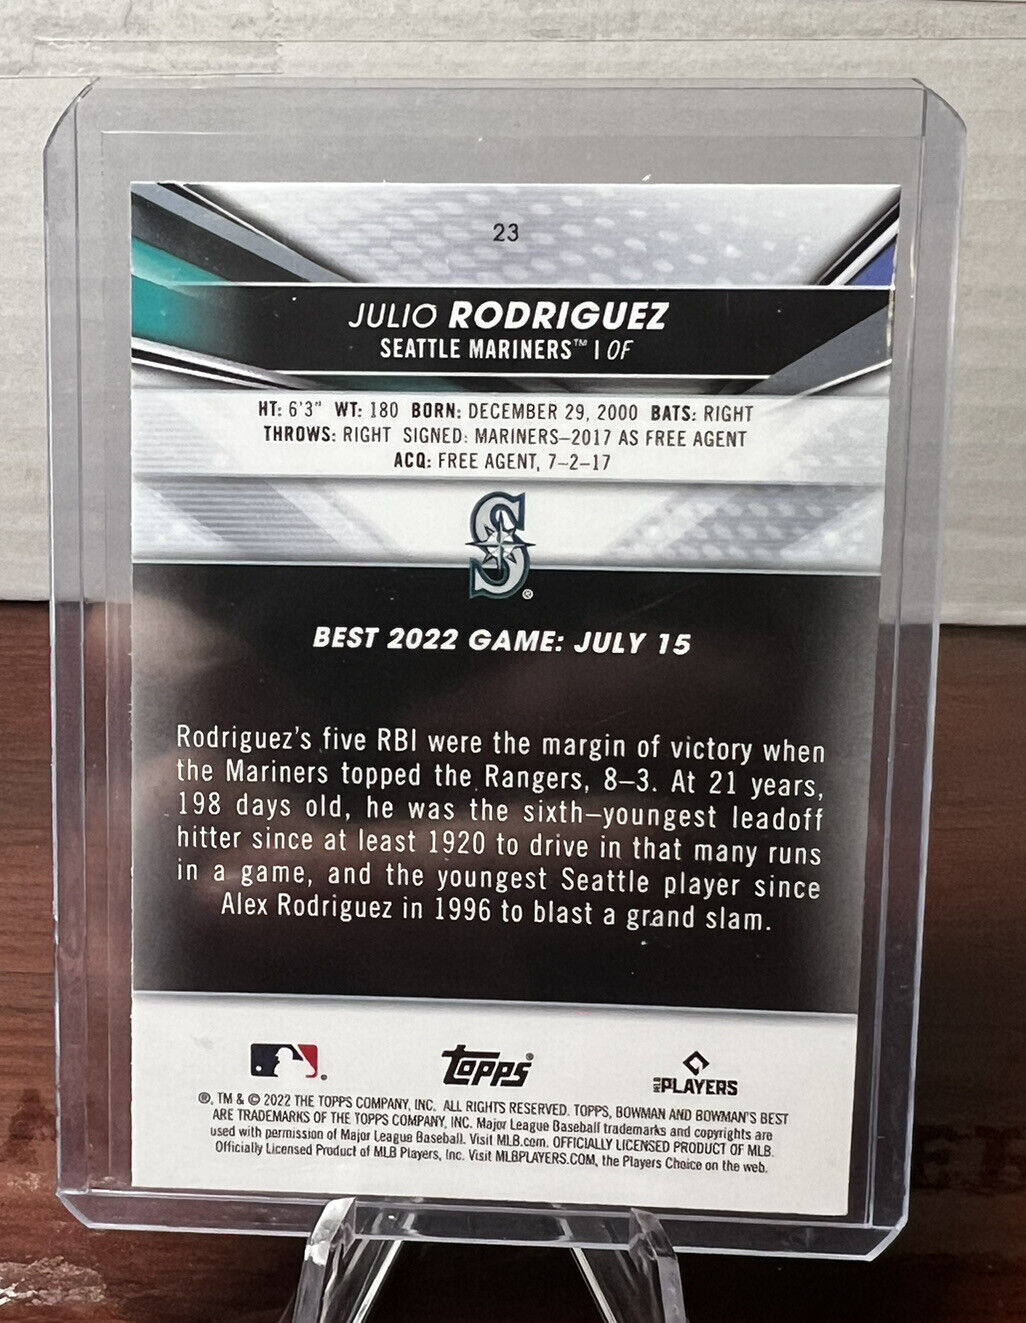 23
JULIO RODRIGUEZ
SEATTLE MARINERS™ | OF
HT: 6'3" WT: 180 BORN: DECEMBER 29, 2000 BATS: RIGHT
THROWS: RIGHT SIGNED: MARINERS–2017 AS FREE AGENT
ACQ: FREE AGENT, 7–2–17
S®
BEST 2022 GAME: JULY 15
Rodriguez's five RBI were the margin of victory when
the Mariners topped the Rangers, 8–3. At 21 years,
198 days old, he was the sixth–youngest leadoff
hitter since at least 1920 to drive in that many runs
in a game, and the youngest Seattle player since
Alex Rodriguez in 1996 to blast a grand slam.
Topps® MLB PLAYERS
®, TM & © 2022 THE TOPPS COMPANY, INC. ALL RIGHTS RESERVED. TOPPS, BOWMAN AND BOWMAN'S BEST
ARE TRADEMARKS OF THE TOPPS COMPANY, INC. Major League Baseball trademarks and copyrights are
used with permission of Major League Baseball. Visit MLB.com. OFFICIALLY LICENSED PRODUCT OF MLB
Officially Licensed Product of MLB Players, Inc. Visit MLBPLAYERS.COM, the Players Choice on the web.